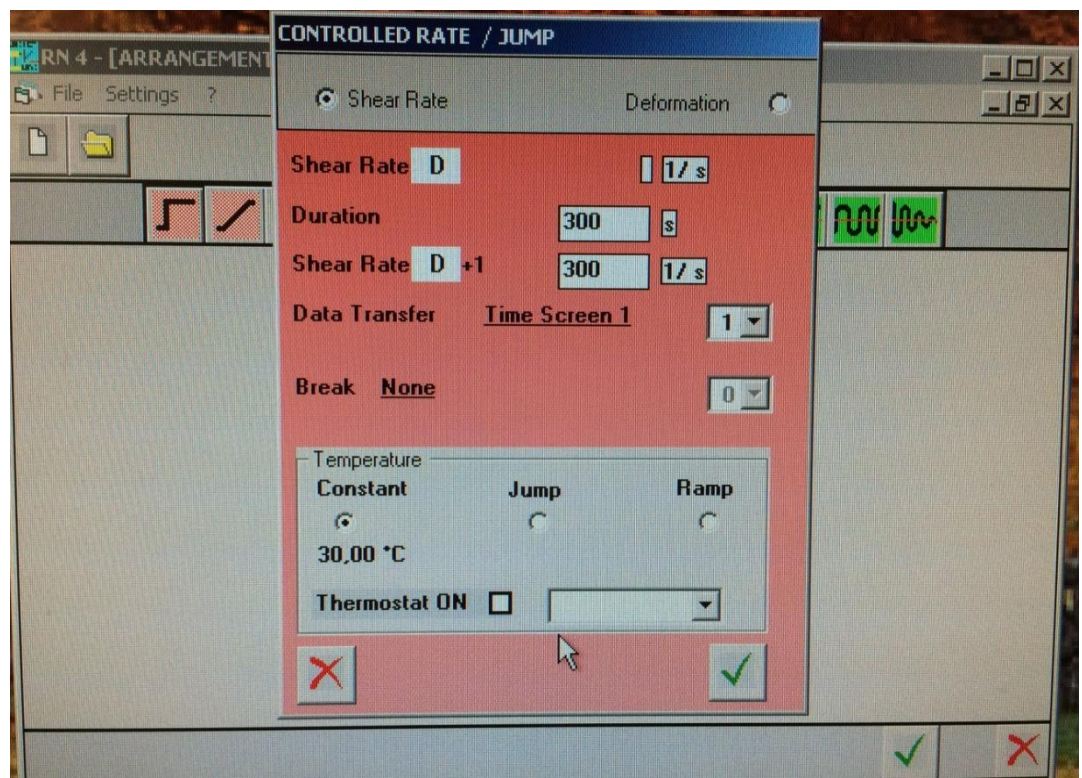 CONTROLLED RATE / JUMP
RN 4 - [ARRANGEMENT
File Settings ?
Shear Rate Deformation
Shear Rate D 1/ s
Duration 300 s
Shear Rate D +1 300 1/ s
Data Transfer Time Screen 1 1
Break None 0
Temperature
Constant Jump Ramp
30,00 °C
Thermostat ON